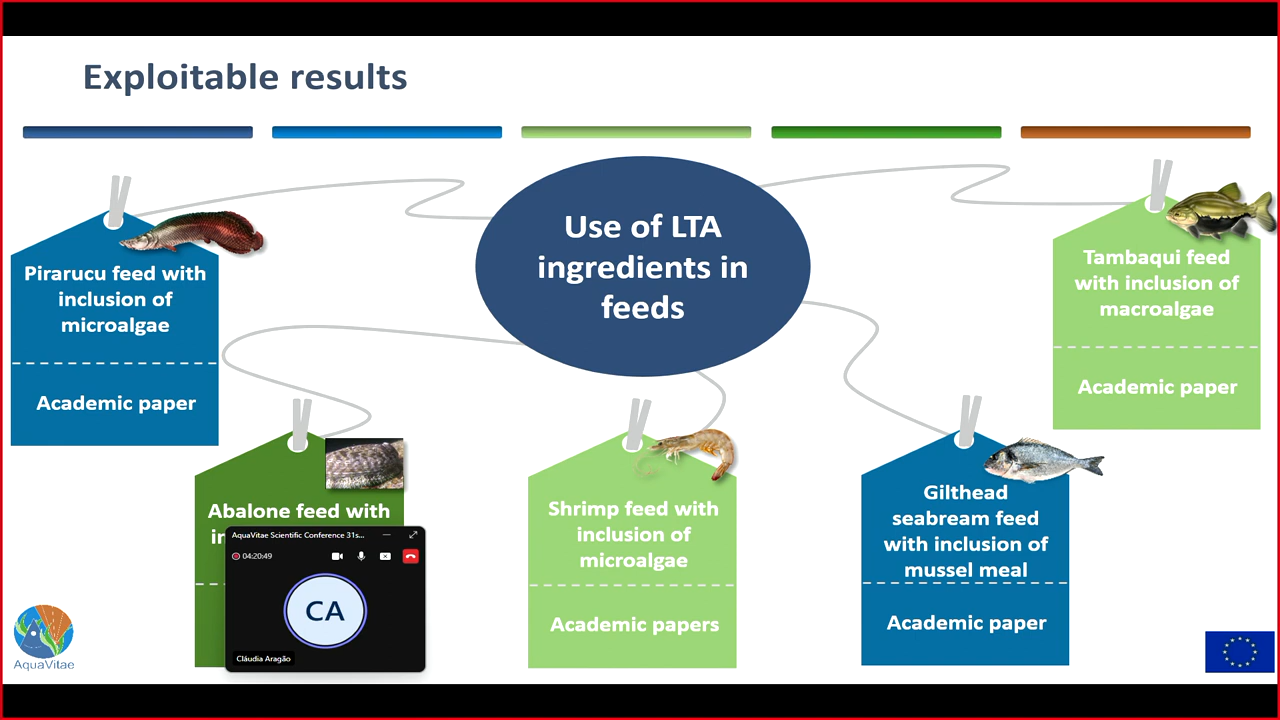 Exploitable results
Use of LTA
ingredients in
feeds
Pirarucu feed with
inclusion of
microalgae
Academic paper
Tambaqui feed
with inclusion of
macroalgae
Academic paper
Abalone feed with
Shrimp feed with
inclusion of
microalgae
Academic papers
Gilthead
seabream feed
with inclusion of
mussel meal
Academic paper
AquaVitae Scientific Conference 31s...
04:20:49
CA
Cláudia Aragão
AquaVitae